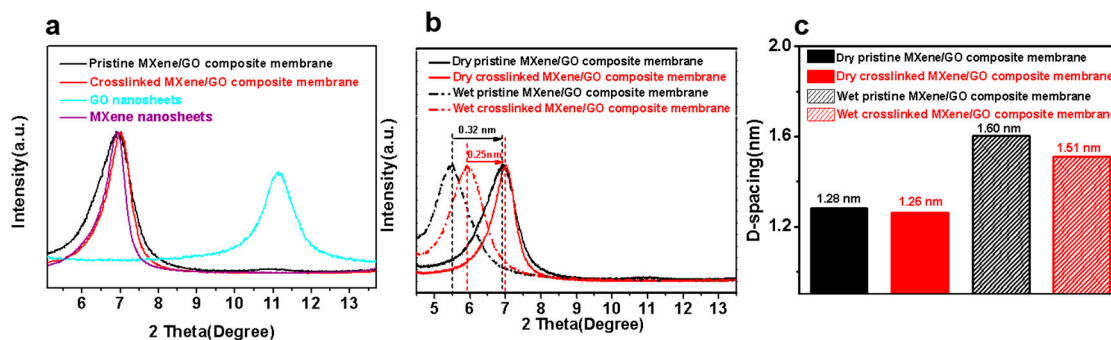 a
Pristine MXene/GO composite membrane
Crosslinked MXene/GO composite membrane
GO nanosheets
MXene nanosheets
Intensity(a.u.)
6 7 8 9 10 11 12 13
2 Theta(Degree)
b
Dry pristine MXene/GO composite membrane
Dry crosslinked MXene/GO composite membrane
Wet pristine MXene/GO composite membrane
Wet crosslinked MXene/GO composite membrane
0.32 nm
0.25nm
Intensity(a.u.)
5 6 7 8 9 10 11 12 13
2 Theta(Degree)
c
2.0
Dry pristine MXene/GO composite membrane
Dry crosslinked MXene/GO composite membrane
Wet pristine MXene/GO composite membrane
Wet crosslinked MXene/GO composite membrane
1.60 nm
1.6
1.51 nm
1.28 nm
1.26 nm
1.2
D-spacing(nm)